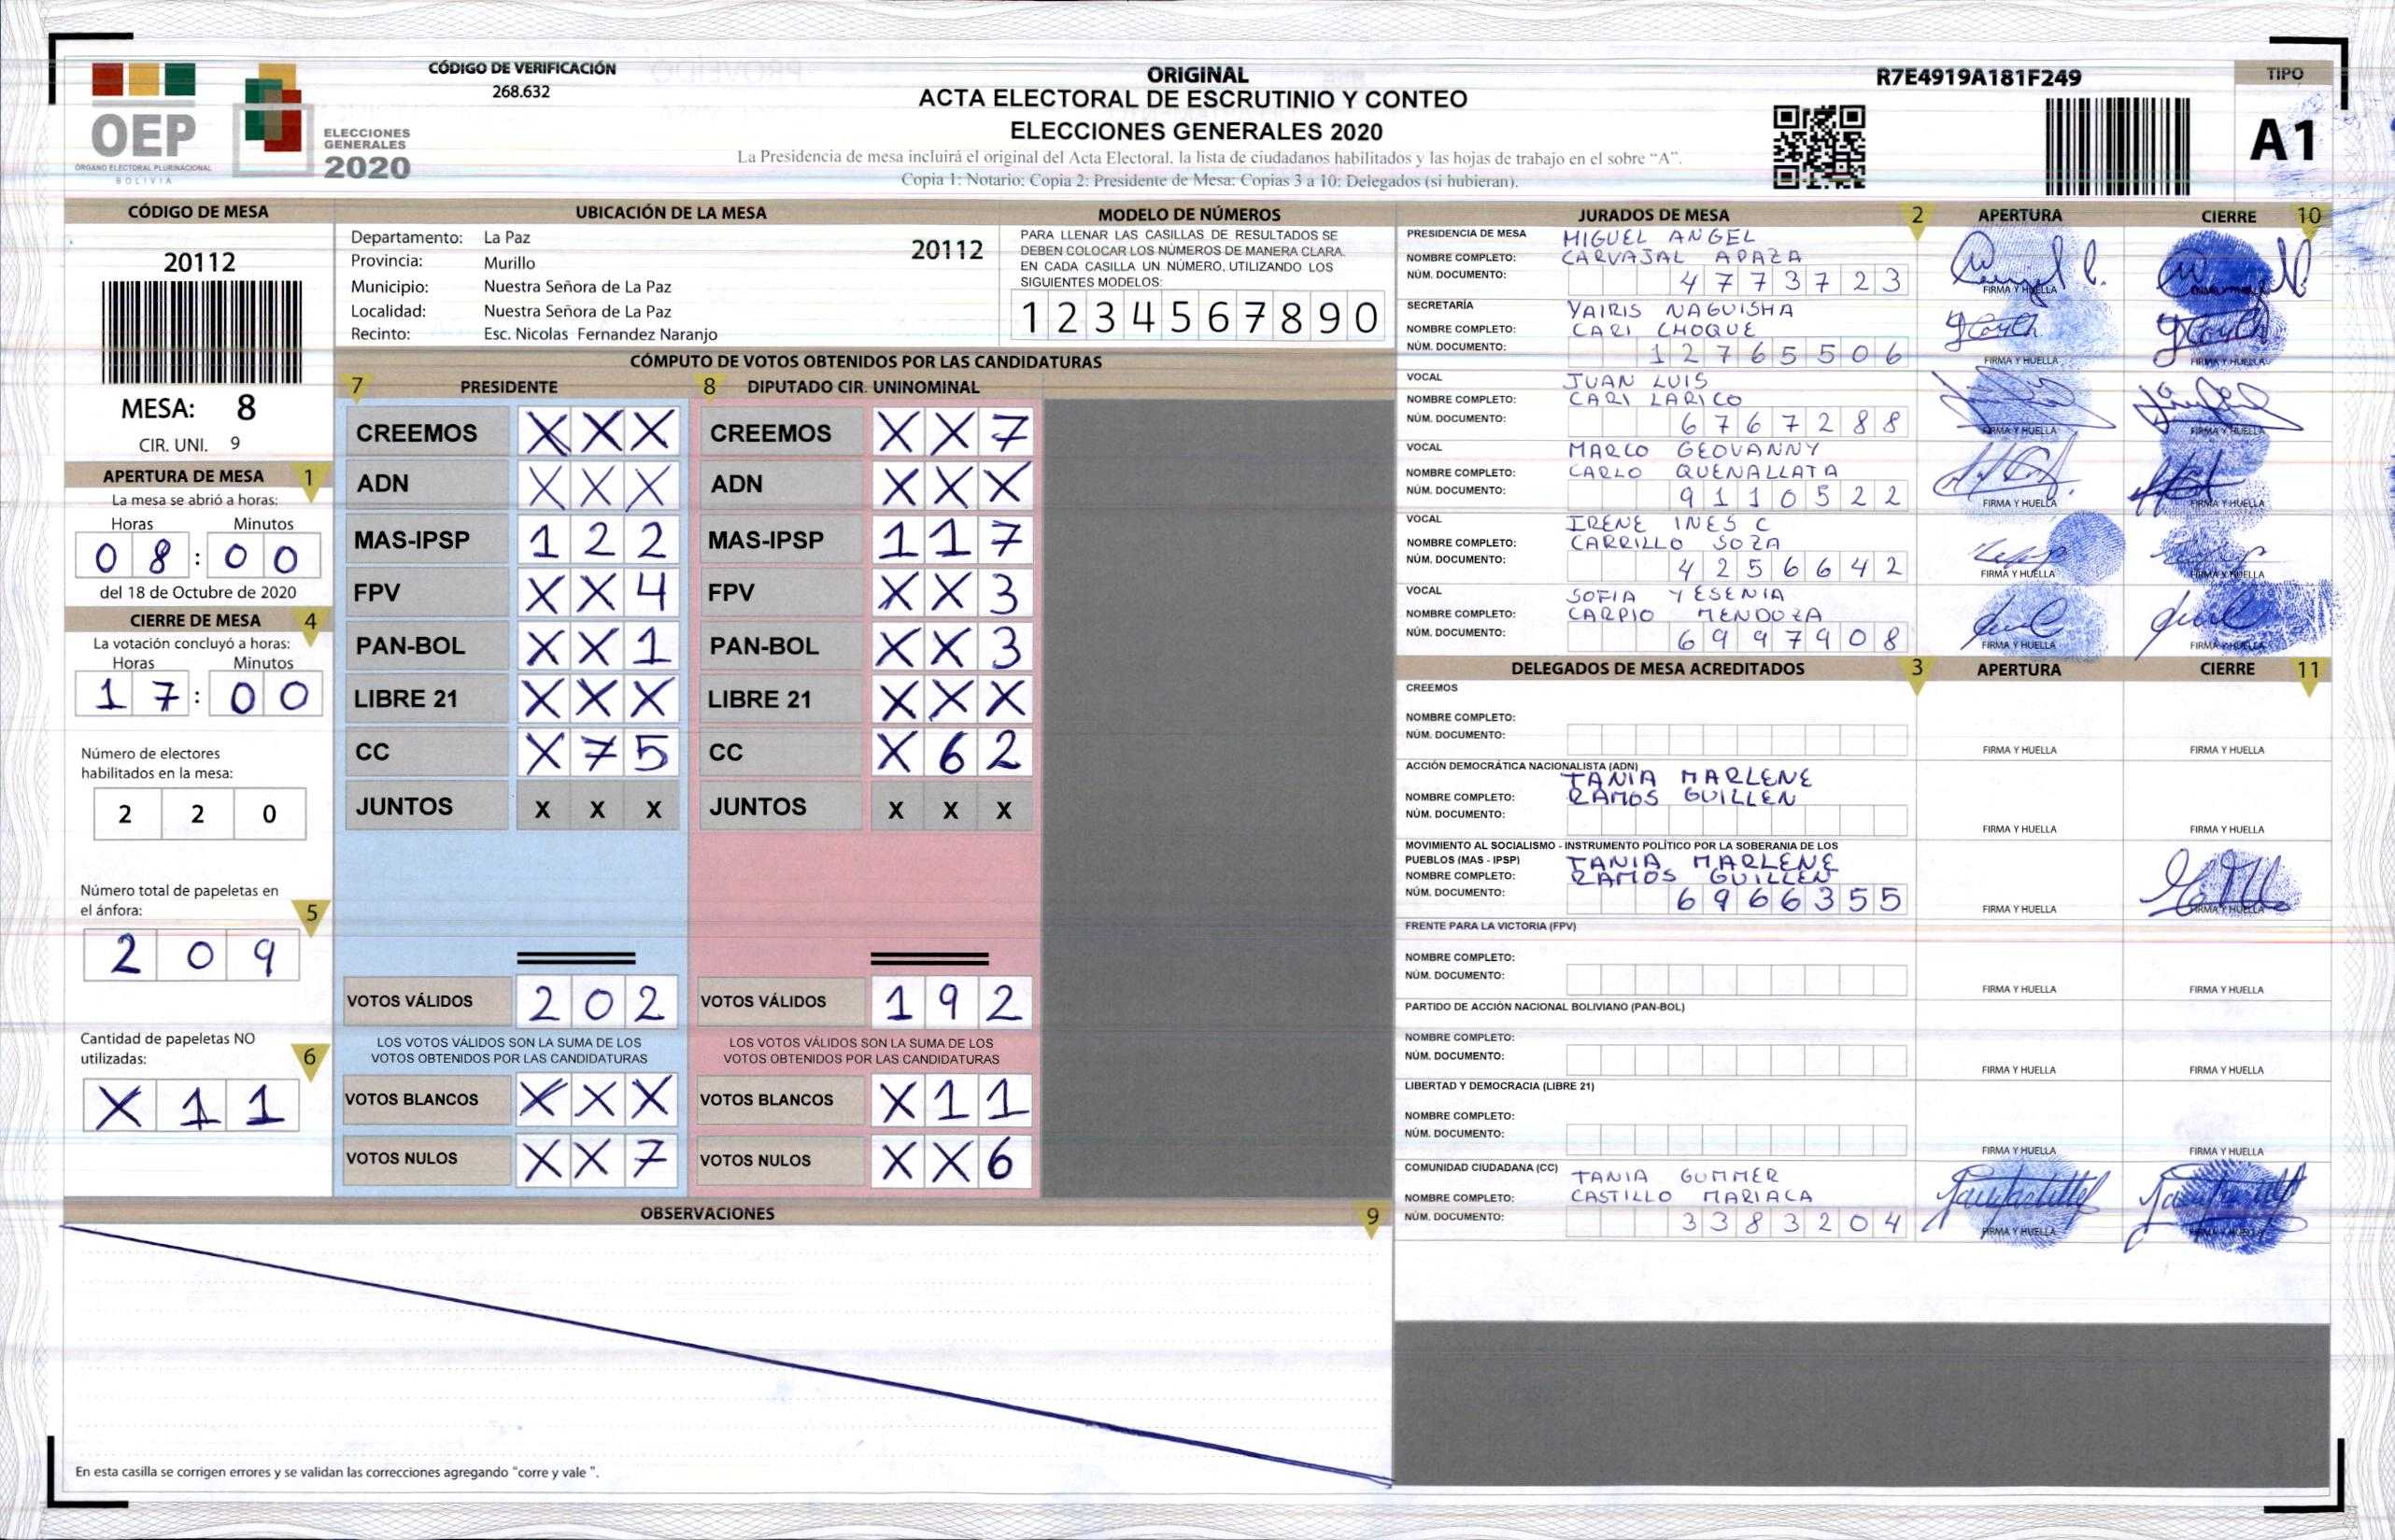 CÓDIGO DE VERIFICACIÓN
268.632
OEP
ÓRGANO ELECTORAL PLURINACIONAL
BOLIVIA
ELECCIONES
GENERALES
2020
ORIGINAL
ACTA ELECTORAL DE ESCRUTINIO Y CONTEO
ELECCIONES GENERALES 2020
La Presidencia de mesa incluirá el original del Acta Electoral, la lista de ciudadanos habilitados y las hojas de trabajo en el sobre "A".
Copia 1: Notario; Copia 2: Presidente de Mesa; Copias 3 a 10: Delegados (si hubieran).
R7E4919A181F249
TIPO
A1
CÓDIGO DE MESA
20112
MESA: 8
CIR. UNI. 9
APERTURA DE MESA 1
La mesa se abrió a horas:
Horas Minutos
0 8 : 0 0
del 18 de Octubre de 2020
CIERRE DE MESA 4
La votación concluyó a horas:
Horas Minutos
1 7 : 0 0
Número de electores
habilitados en la mesa:
2 2 0
Número total de papeletas en
el ánfora: 5
2 0 9
Cantidad de papeletas NO
utilizadas: 6
X 1 1
UBICACIÓN DE LA MESA
Departamento: La Paz 20112
Provincia: Murillo
Municipio: Nuestra Señora de La Paz
Localidad: Nuestra Señora de La Paz
Recinto: Esc. Nicolas Fernandez Naranjo
MODELO DE NÚMEROS
PARA LLENAR LAS CASILLAS DE RESULTADOS SE
DEBEN COLOCAR LOS NÚMEROS DE MANERA CLARA.
EN CADA CASILLA UN NÚMERO, UTILIZANDO LOS
SIGUIENTES MODELOS:
1 2 3 4 5 6 7 8 9 0
CÓMPUTO DE VOTOS OBTENIDOS POR LAS CANDIDATURAS
7 PRESIDENTE 8 DIPUTADO CIR. UNINOMINAL
CREEMOS X X X CREEMOS X X 7
ADN X X X ADN X X X
MAS-IPSP 1 2 2 MAS-IPSP 1 1 7
FPV X X 4 FPV X X 3
PAN-BOL X X 1 PAN-BOL X X 3
LIBRE 21 X X X LIBRE 21 X X X
CC X 7 5 CC X 6 2
JUNTOS X X X JUNTOS X X X
VOTOS VÁLIDOS 2 0 2 VOTOS VÁLIDOS 1 9 2
LOS VOTOS VÁLIDOS SON LA SUMA DE LOS LOS VOTOS VÁLIDOS SON LA SUMA DE LOS
VOTOS OBTENIDOS POR LAS CANDIDATURAS VOTOS OBTENIDOS POR LAS CANDIDATURAS
VOTOS BLANCOS X X X VOTOS BLANCOS X 1 1
VOTOS NULOS X X 7 VOTOS NULOS X X 6
OBSERVACIONES 9
En esta casilla se corrigen errores y se validan las correcciones agregando "corre y vale ".
JURADOS DE MESA 2 APERTURA CIERRE 10
PRESIDENCIA DE MESA MIGUEL ANGEL
NOMBRE COMPLETO: CARVAJAL APAZA
NÚM. DOCUMENTO: 4 7 7 3 7 2 3
FIRMA Y HUELLA
SECRETARÍA YAIRIS NAGUISHA
NOMBRE COMPLETO: CARI CHOQUE
NÚM. DOCUMENTO: 1 2 7 6 5 5 0 6
FIRMA Y HUELLA FIRMA Y HUELLA
VOCAL JUAN LUIS
NOMBRE COMPLETO: CARI LARICO
NÚM. DOCUMENTO: 6 7 6 7 2 8 8
FIRMA Y HUELLA FIRMA Y HUELLA
VOCAL MARCO GEOVANNY
NOMBRE COMPLETO: CARLO QUENALLATA
NÚM. DOCUMENTO: 9 1 1 0 5 2 2
FIRMA Y HUELLA FIRMA Y HUELLA
VOCAL IRENE INES C
NOMBRE COMPLETO: CARRILLO SOZA
NÚM. DOCUMENTO: 4 2 5 6 6 4 2
FIRMA Y HUELLA FIRMA Y HUELLA
VOCAL SOFIA YESENIA
NOMBRE COMPLETO: CARPIO MENDOZA
NÚM. DOCUMENTO: 6 9 9 7 9 0 8
FIRMA Y HUELLA FIRMA Y HUELLA
DELEGADOS DE MESA ACREDITADOS 3 APERTURA CIERRE 11
CREEMOS
NOMBRE COMPLETO:
NÚM. DOCUMENTO:
FIRMA Y HUELLA FIRMA Y HUELLA
ACCIÓN DEMOCRÁTICA NACIONALISTA (ADN)
TANIA MARLENE
NOMBRE COMPLETO: RAMOS GUILLEN
NÚM. DOCUMENTO:
FIRMA Y HUELLA FIRMA Y HUELLA
MOVIMIENTO AL SOCIALISMO - INSTRUMENTO POLÍTICO POR LA SOBERANIA DE LOS
PUEBLOS (MAS - IPSP) TANIA MARLENE
NOMBRE COMPLETO: RAMOS GUILLEN
NÚM. DOCUMENTO: 6 9 6 6 3 5 5
FIRMA Y HUELLA FIRMA Y HUELLA
FRENTE PARA LA VICTORIA (FPV)
NOMBRE COMPLETO:
NÚM. DOCUMENTO:
FIRMA Y HUELLA FIRMA Y HUELLA
PARTIDO DE ACCIÓN NACIONAL BOLIVIANO (PAN-BOL)
NOMBRE COMPLETO:
NÚM. DOCUMENTO:
FIRMA Y HUELLA FIRMA Y HUELLA
LIBERTAD Y DEMOCRACIA (LIBRE 21)
NOMBRE COMPLETO:
NÚM. DOCUMENTO:
FIRMA Y HUELLA FIRMA Y HUELLA
COMUNIDAD CIUDADANA (CC) TANIA GUMMER
NOMBRE COMPLETO: CASTILLO MARIACA
NÚM. DOCUMENTO: 3 3 8 3 2 0 4
FIRMA Y HUELLA FIRMA Y HUELLA